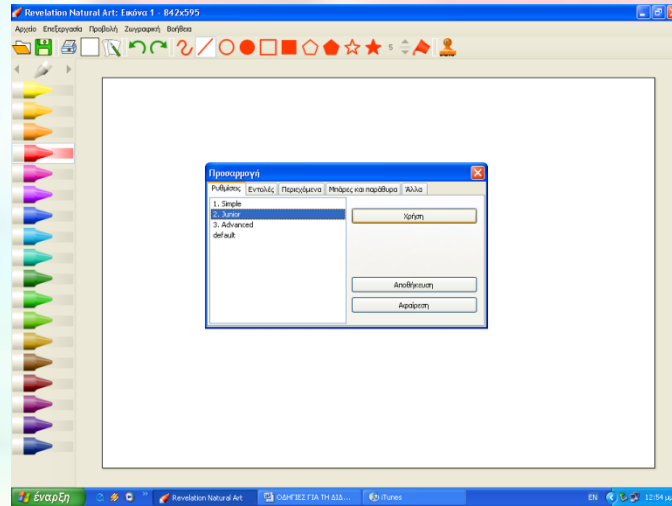 Revelation Natural Art: Εικόνα 1 - 842x595
Αρχείο Επεξεργασία Προβολή Ζωγραφική Βοήθεια
5
Προσαρμογή
Ρυθμίσεις Εντολές Περιεχόμενα Μπάρες και παράθυρα Άλλα
1. Simple
2. Junior
3. Advanced
default
Χρήση
Αποθήκευση
Αφαίρεση
έναρξη
Revelation Natural Art
ΟΔΗΓΙΕΣ ΓΙΑ ΤΗ ΔΙΔ...
iTunes
EN
12:54 μμ